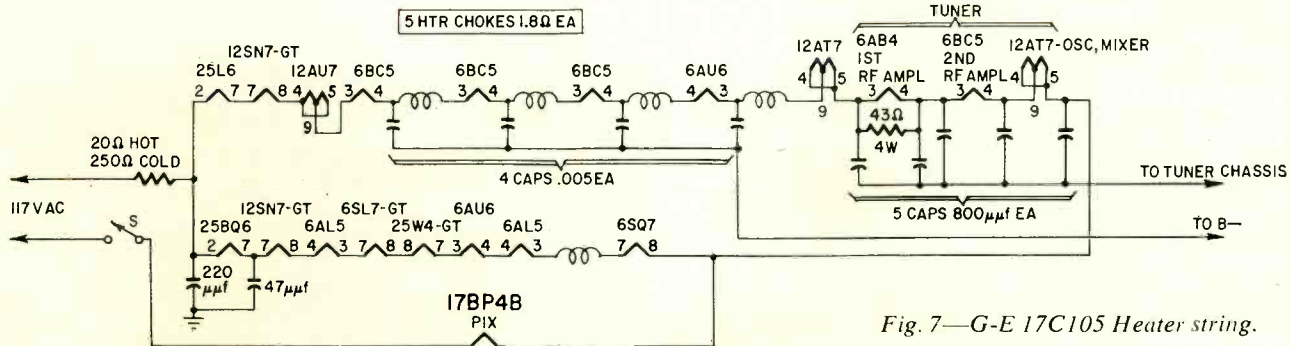 5 HTR CHOKES 1.8Ω EA
TUNER
12SN7-GT
25L6
12AU7
6BC5
6BC5
6BC5
6AU6
12AT7
6AB4
1ST
RF AMPL
6BC5
2ND
RF AMPL
12AT7-OSC, MIXER
2 7 7 8 4 5 9 3 4 3 4 3 4 4 3 4 5 9 3 4 3 4 4 5 9
43Ω
4W
20Ω HOT
250Ω COLD
4 CAPS .005 EA
TO TUNER CHASSIS
5 CAPS 800μμf EA
117 VAC
S
TO B—
25BQ6
12SN7-GT
6AL5
6SL7-GT
25W4-GT
6AU6
6AL5
6SQ7
2 7 7 8 4 3 7 8 8 7 3 4 4 3 7 8
220
μμf
47μμf
17BP4B
PIX
Fig. 7—G-E 17C105 Heater string.